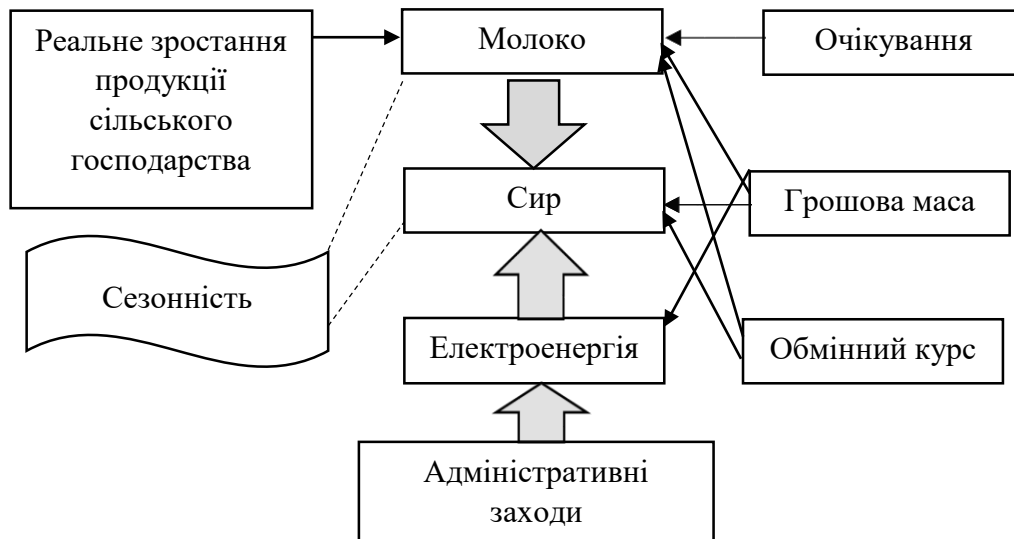 Реальне зростання
продукції
сільського
господарства
Молоко
Очікування
Сир
Грошова маса
Сезонність
Електроенергія
Обмінний курс
Адміністративні
заходи